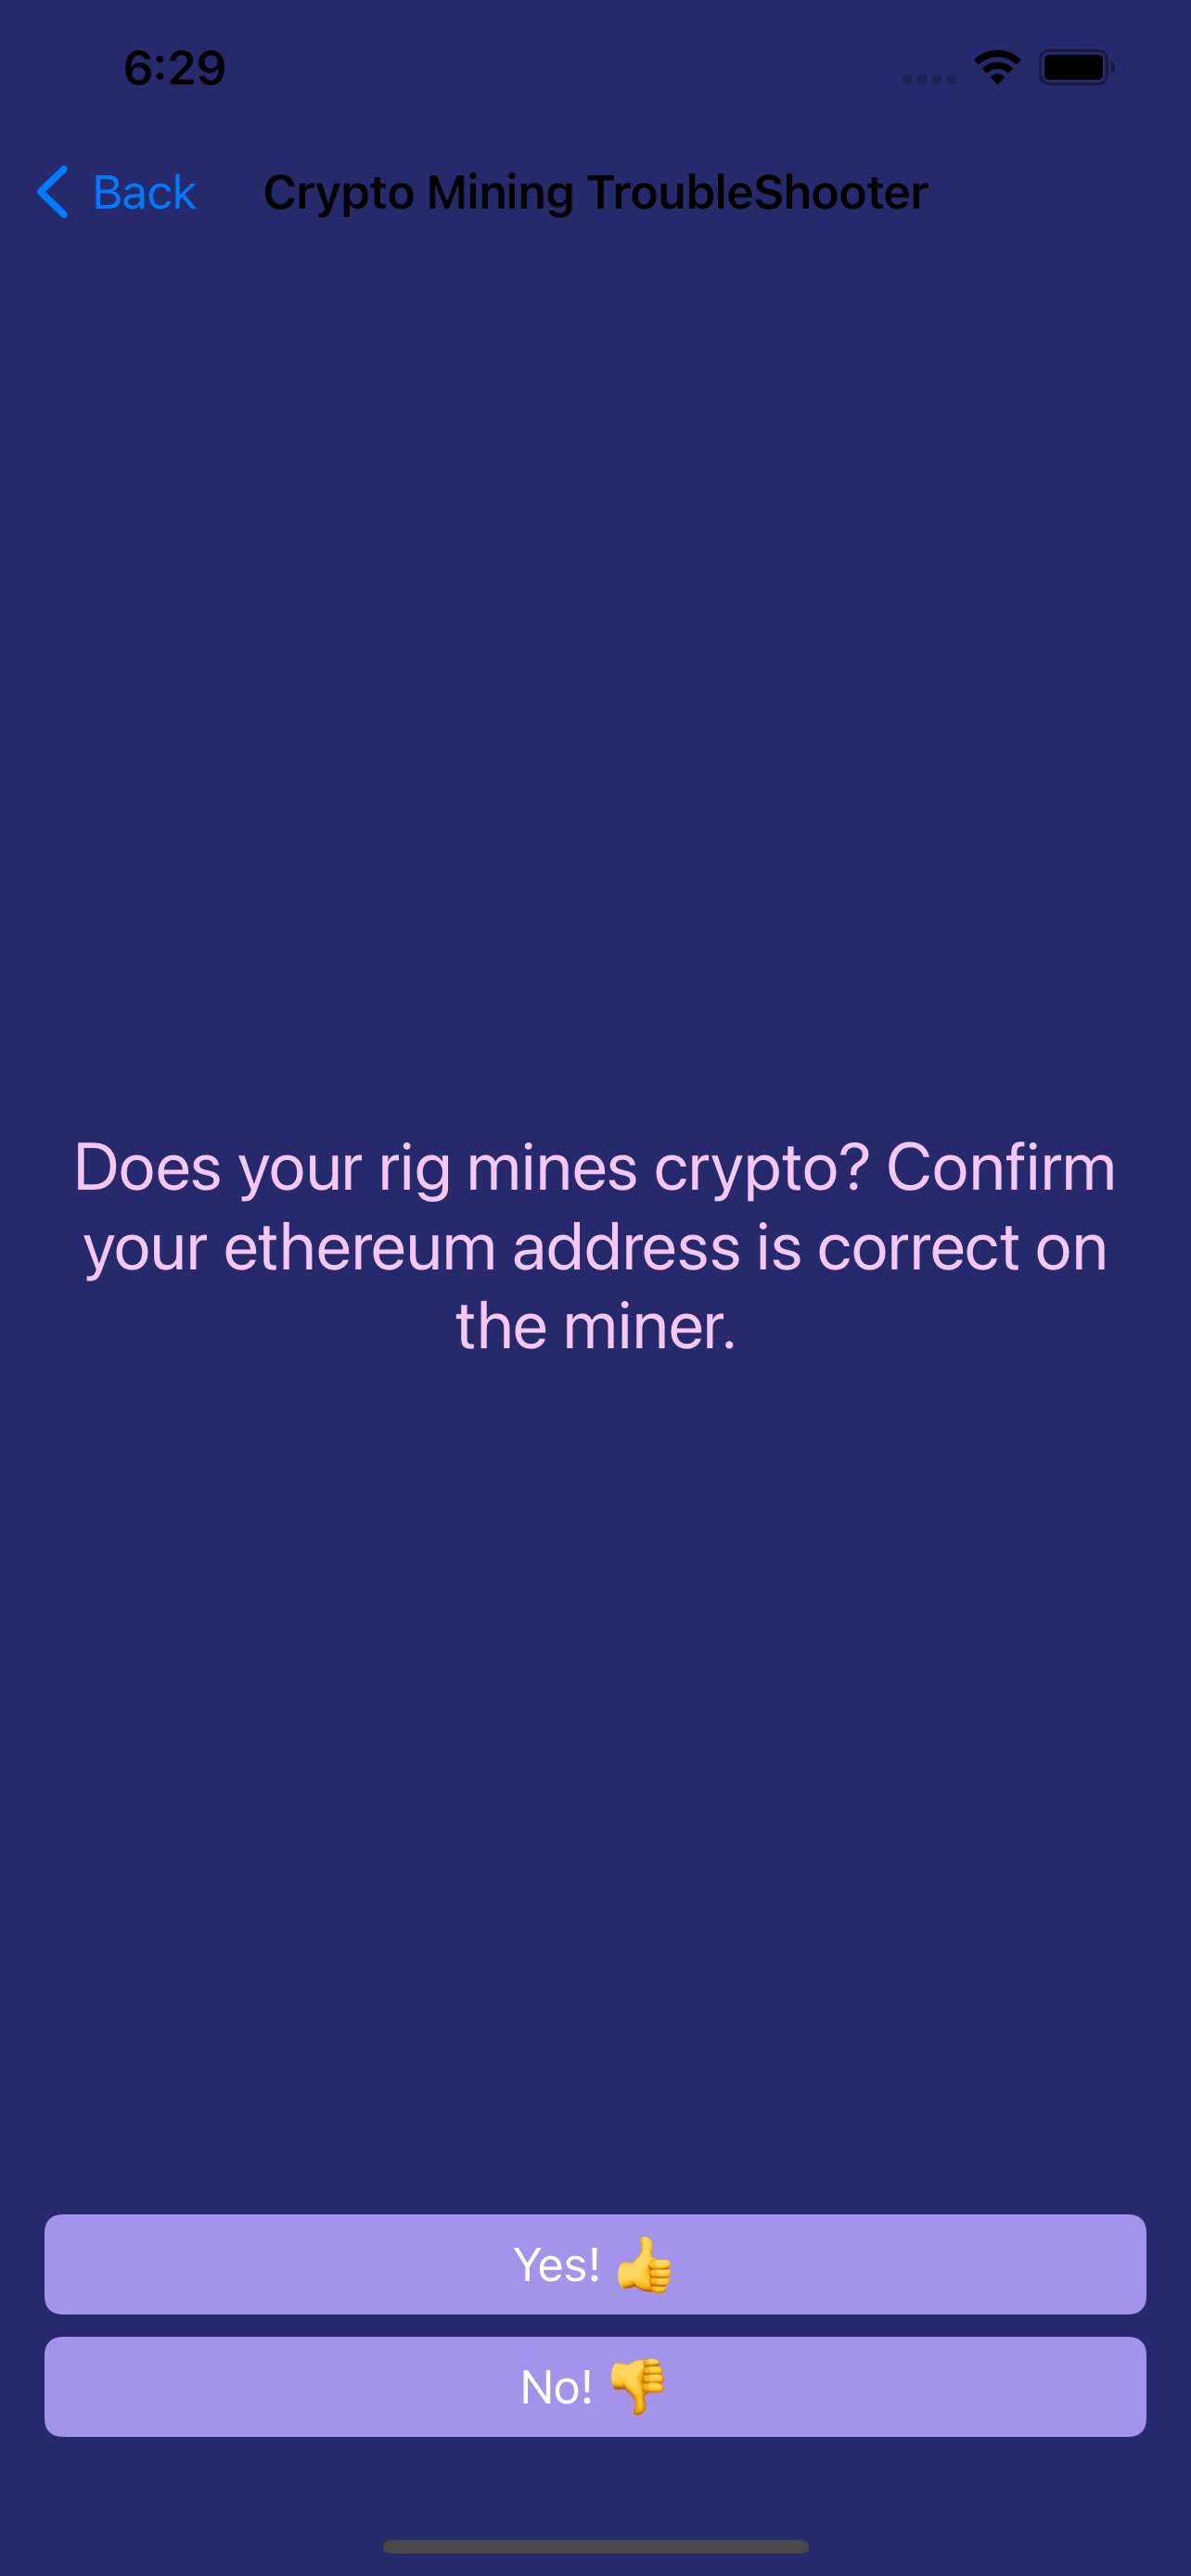 6:29
Back
Crypto Mining TroubleShooter
Does your rig mines crypto? Confirm
your ethereum address is correct on
the miner.
Yes! 👍
No! 👎